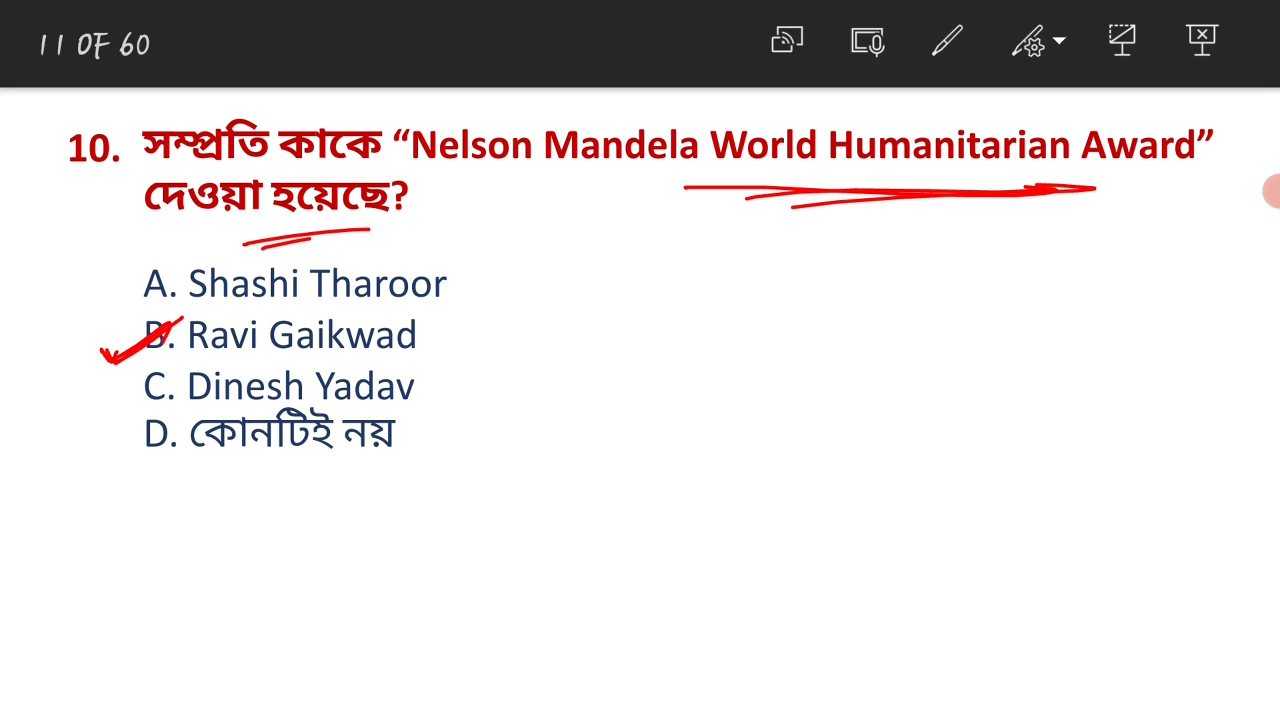 11 OF 60
10. সম্প্রতি কাকে “Nelson Mandela World Humanitarian Award”
দেওয়া হয়েছে?
A. Shashi Tharoor
B. Ravi Gaikwad
C. Dinesh Yadav
D. কোনটিই নয়